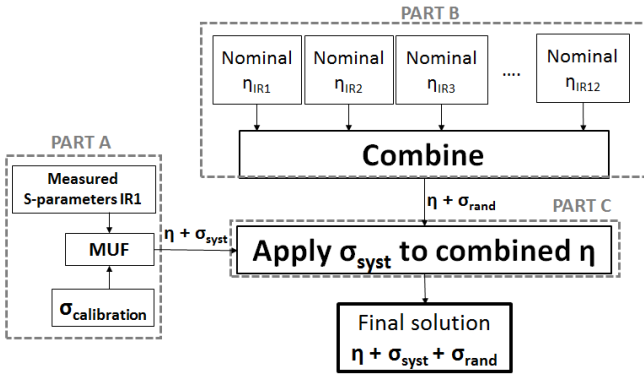 PART B
Nominal
ηIR1
Nominal
ηIR2
Nominal
ηIR3
....
Nominal
ηIR12
Combine
η + σrand
PART A
Measured
S-parameters IR1
MUF
σcalibration
η + σsyst
PART C
Apply σsyst to combined η
Final solution
η + σsyst + σrand